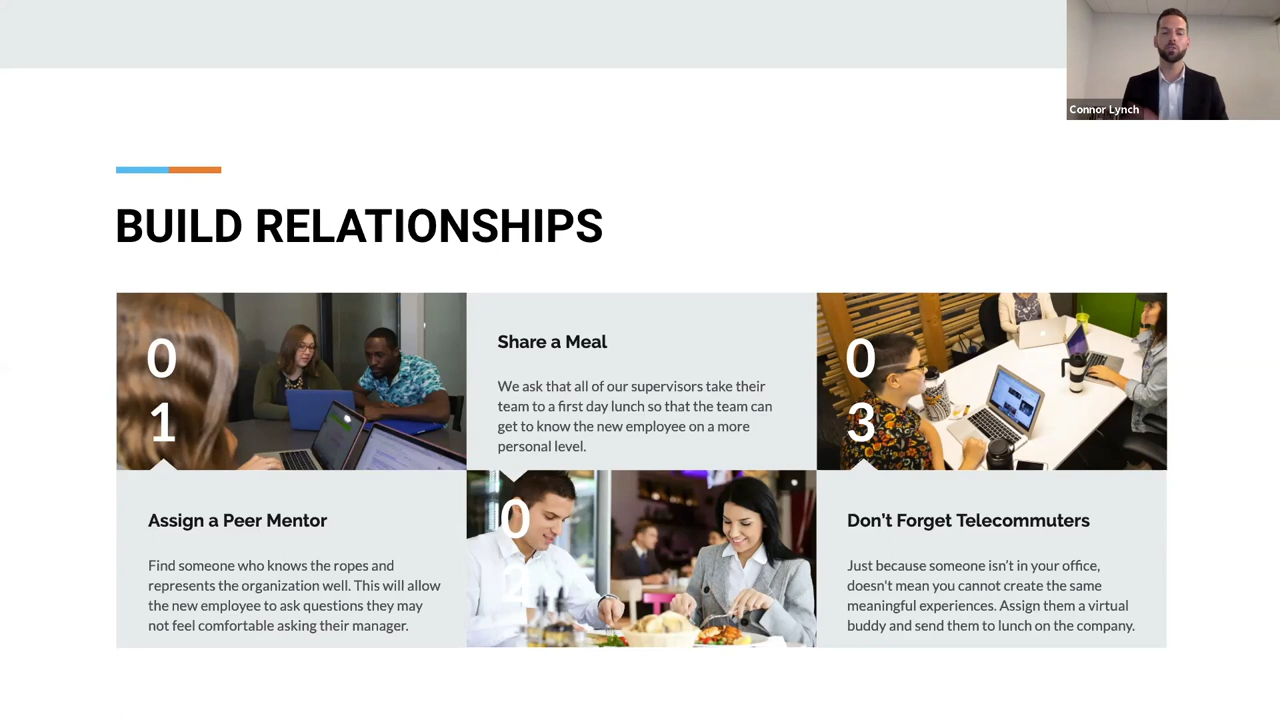 Connor Lynch
BUILD RELATIONSHIPS
0
1
Assign a Peer Mentor
Find someone who knows the ropes and
represents the organization well. This will allow
the new employee to ask questions they may
not feel comfortable asking their manager.
Share a Meal
We ask that all of our supervisors take their
team to a first day lunch so that the team can
get to know the new employee on a more
personal level.
0
2
0
3
Don't Forget Telecommuters
Just because someone isn't in your office,
doesn't mean you cannot create the same
meaningful experiences. Assign them a virtual
buddy and send them to lunch on the company.